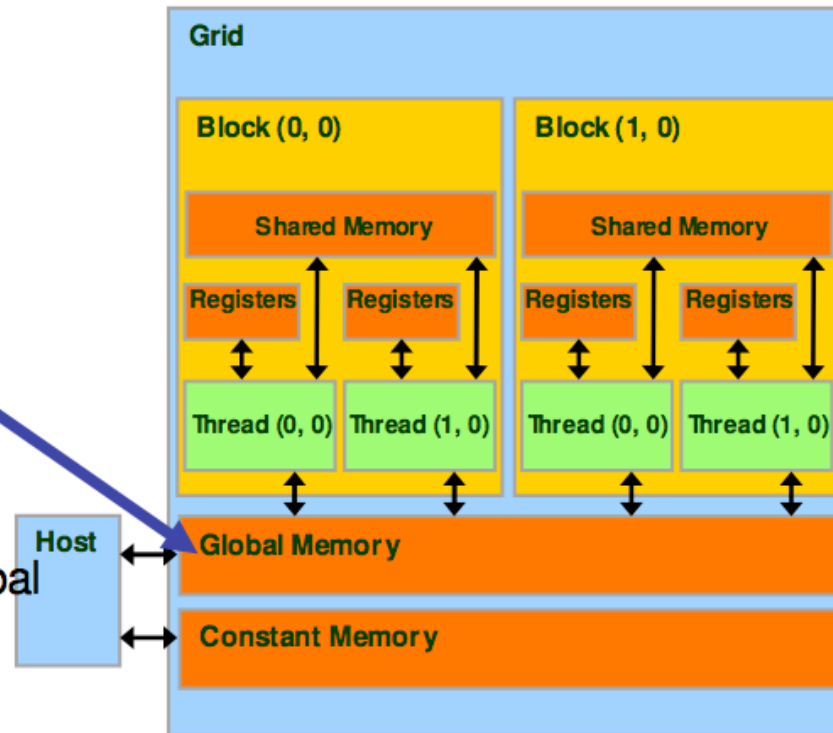 Grid
Block (0, 0)
Block (1, 0)
Shared Memory
Shared Memory
Registers
Registers
Registers
Registers
Thread (0, 0)
Thread (1, 0)
Thread (0, 0)
Thread (1, 0)
Host
Global Memory
Constant Memory